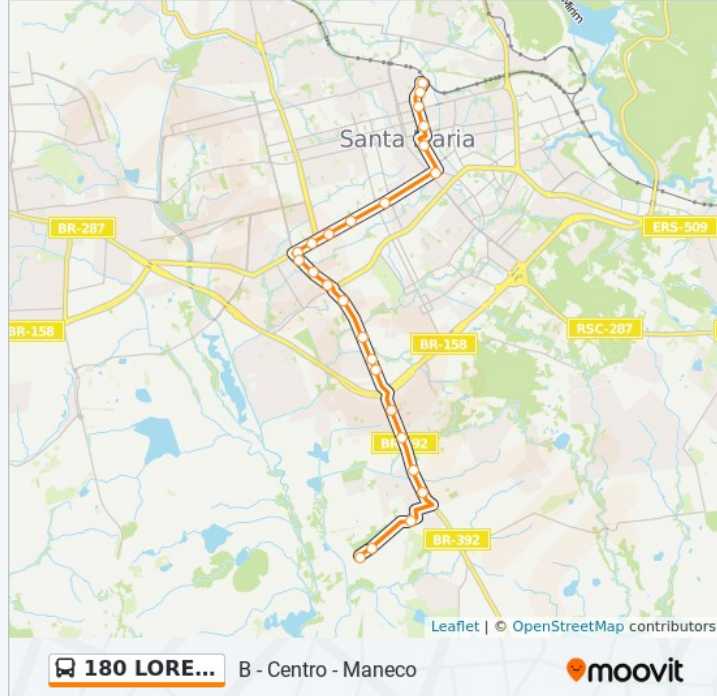 Mirim
Santa Maria
BR-287
ERS-509
BR-158
RSC-287
BR-158
BR-392
BR-392
Leaflet | © OpenStreetMap contributors
180 LORE...
B - Centro - Maneco
moovit